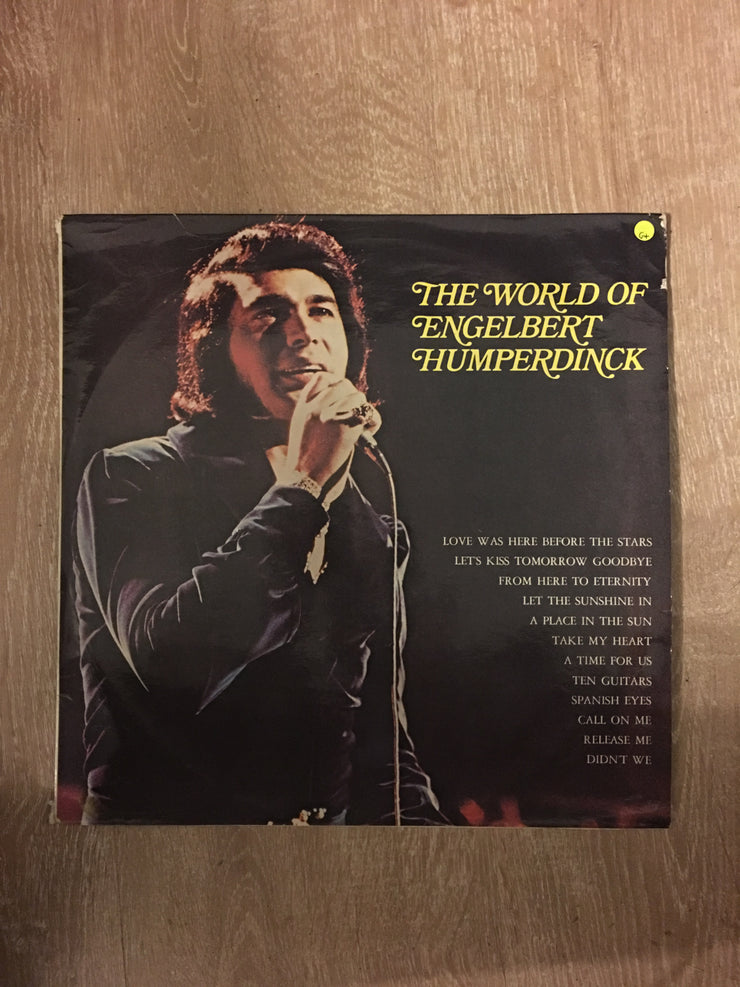 G+
THE WORLD OF
ENGELBERT
HUMPERDINCK
LOVE WAS HERE BEFORE THE STARS
LET'S KISS TOMORROW GOODBYE
FROM HERE TO ETERNITY
LET THE SUNSHINE IN
A PLACE IN THE SUN
TAKE MY HEART
A TIME FOR US
TEN GUITARS
SPANISH EYES
CALL ON ME
RELEASE ME
DIDN'T WE